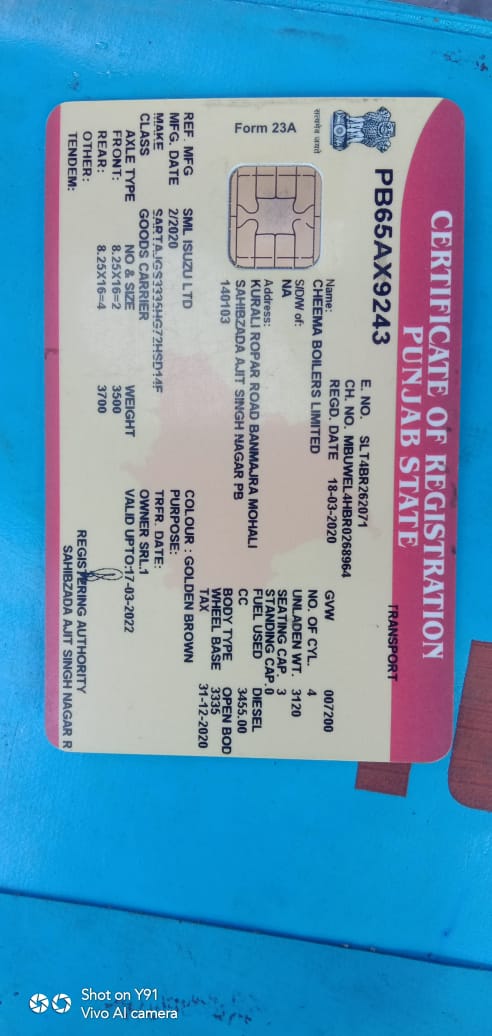 CERTIFICATE OF REGISTRATION
PUNJAB STATE
TRANSPORT
सत्यमेव जयते
PB65AX9243
Form 23A
E. NO. SLT4BR262071
CH. NO. MBUWEL4HBR0268964
REGD. DATE 18-03-2020
Name:
CHEEMA BOILERS LIMITED
S/D/W of:
NA
Address:
KURALI ROPAR ROAD BANMAJRA MOHALI
SAHIBZADA AJIT SINGH NAGAR PB
140103
GVW 007200
NO. OF CYL. 4
UNLADEN WT. 3120
SEATING CAP. 3
STANDING CAP. 0
FUEL USED DIESEL
CC 3455.00
BODY TYPE OPEN BOD
WHEEL BASE 3335
TAX 31-12-2020
REF. MFG SML ISUZU LTD
MFG. DATE 2/2020
MAKE SARTAJGS3335HG72HSD14F
CLASS GOODS CARRIER
AXLE TYPE NO & SIZE WEIGHT
FRONT: 8.25X16=2 3500
REAR: 8.25X16=4 3700
OTHER:
TENDEM:
COLOUR : GOLDEN BROWN
PURPOSE:
TRFR. DATE:
OWNER SRL.1
VALID UPTO:17-03-2022
REGISTERING AUTHORITY
SAHIBZADA AJIT SINGH NAGAR R
Shot on Y91
Vivo AI camera